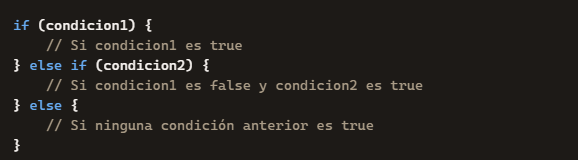 if (condicion1) {
    // Si condicion1 es true
} else if (condicion2) {
    // Si condicion1 es false y condicion2 es true
} else {
    // Si ninguna condición anterior es true
}